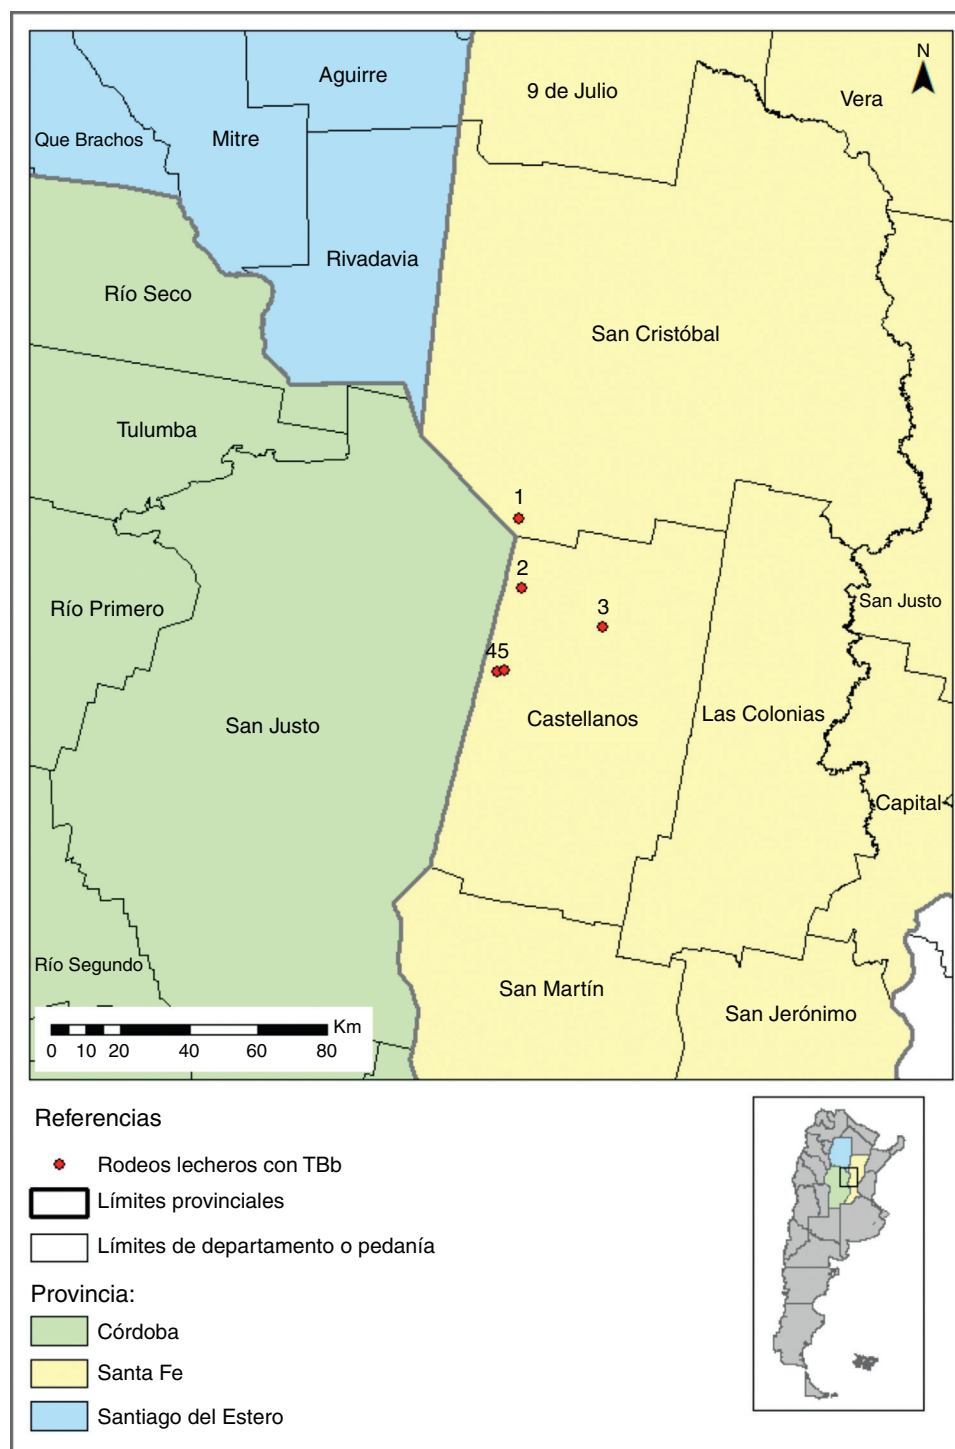 N
Aguirre
9 de Julio
Vera
Que Brachos
Mitre
Rivadavia
Río Seco
San Cristóbal
Tulumba
1
2
3
San Justo
Río Primero
45
Castellanos
Las Colonias
San Justo
Capital
Río Segundo
San Martín
San Jerónimo
Km
0 10 20 40 60 80
Referencias
Rodeos lecheros con TBb
Límites provinciales
Límites de departamento o pedanía
Provincia:
Córdoba
Santa Fe
Santiago del Estero